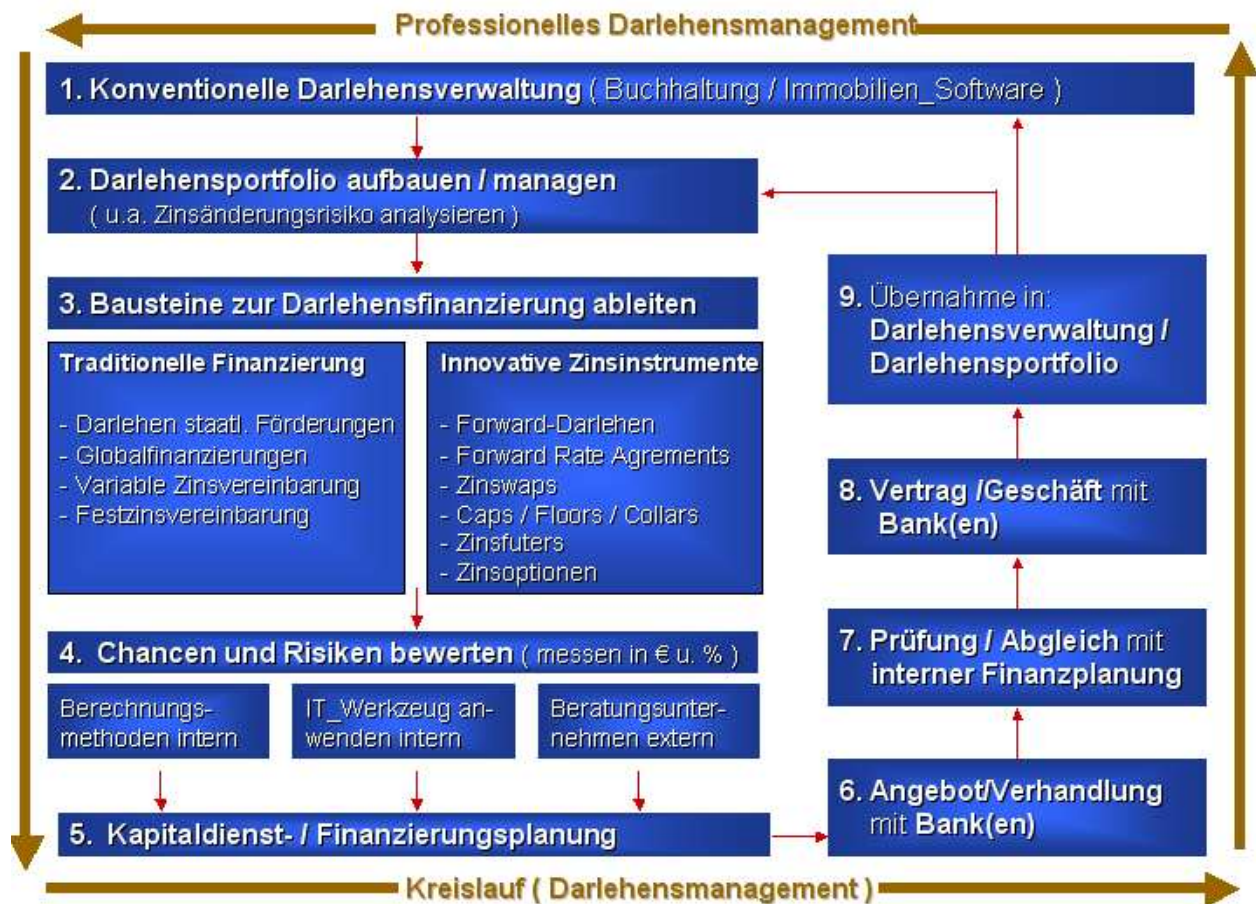 Professionelles Darlehensmanagement
1. Konventionelle Darlehensverwaltung ( Buchhaltung / Immobilien_Software )
2. Darlehensportfolio aufbauen / managen
( u.a. Zinsänderungsrisiko analysieren )
3. Bausteine zur Darlehensfinanzierung ableiten
Traditionelle Finanzierung
- Darlehen staatl. Förderungen
- Globalfinanzierungen
- Variable Zinsvereinbarung
- Festzinsvereinbarung
Innovative Zinsinstrumente
- Forward-Darlehen
- Forward Rate Agrements
- Zinswaps
- Caps / Floors / Collars
- Zinsfuters
- Zinsoptionen
4. Chancen und Risiken bewerten ( messen in € u. % )
Berechnungs-
methoden intern
IT_Werkzeug an-
wenden intern
Beratungsunter-
nehmen extern
5. Kapitaldienst- / Finanzierungsplanung
6. Angebot/Verhandlung
mit Bank(en)
7. Prüfung / Abgleich mit
interner Finanzplanung
8. Vertrag /Geschäft mit
Bank(en)
9. Übernahme in:
Darlehensverwaltung /
Darlehensportfolio
Kreislauf ( Darlehensmanagement )